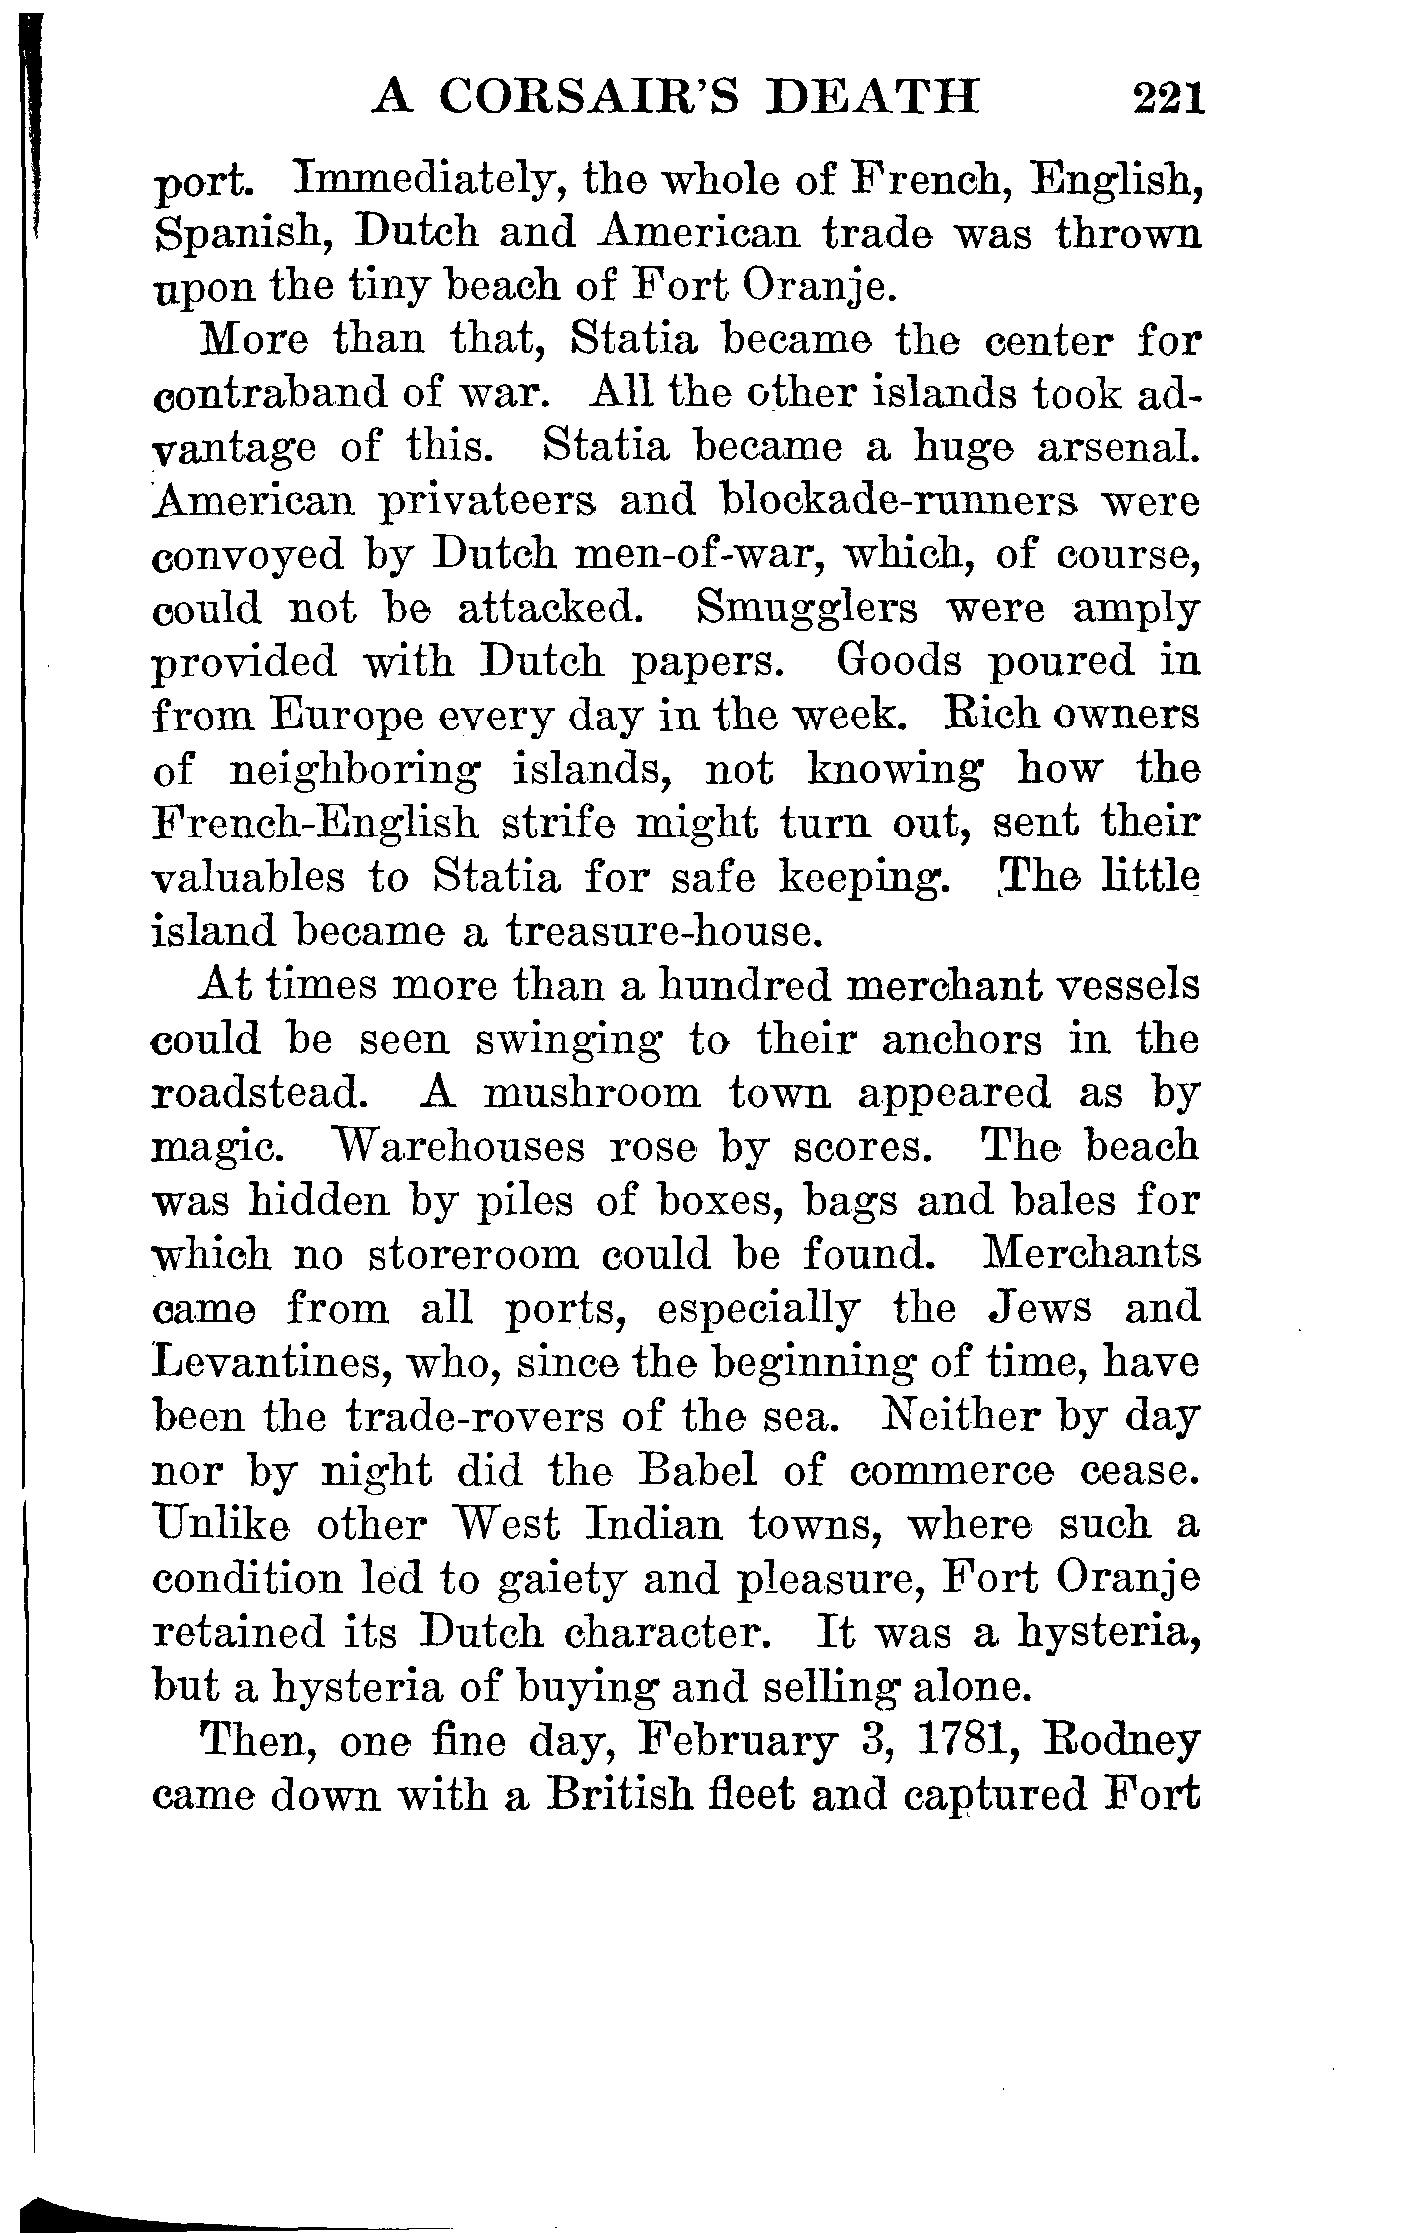 A CORSAIR'S DEATH 221
port. Immediately, the whole of French, English,
Spanish, Dutch and American trade was thrown
upon the tiny beach of Fort Oranje.
More than that, Statia became the center for
contraband of war. All the other islands took ad-
vantage of this. Statia became a huge arsenal.
American privateers and blockade-runners were
convoyed by Dutch men-of-war, which, of course,
could not be attacked. Smugglers were amply
provided with Dutch papers. Goods poured in
from Europe every day in the week. Rich owners
of neighboring islands, not knowing how the
French-English strife might turn out, sent their
valuables to Statia for safe keeping. The little
island became a treasure-house.
At times more than a hundred merchant vessels
could be seen swinging to their anchors in the
roadstead. A mushroom town appeared as by
magic. Warehouses rose by scores. The beach
was hidden by piles of boxes, bags and bales for
which no storeroom could be found. Merchants
came from all ports, especially the Jews and
Levantines, who, since the beginning of time, have
been the trade-rovers of the sea. Neither by day
nor by night did the Babel of commerce cease.
Unlike other West Indian towns, where such a
condition led to gaiety and pleasure, Fort Oranje
retained its Dutch character. It was a hysteria,
but a hysteria of buying and selling alone.
Then, one fine day, February 3, 1781, Rodney
came down with a British fleet and captured Fort